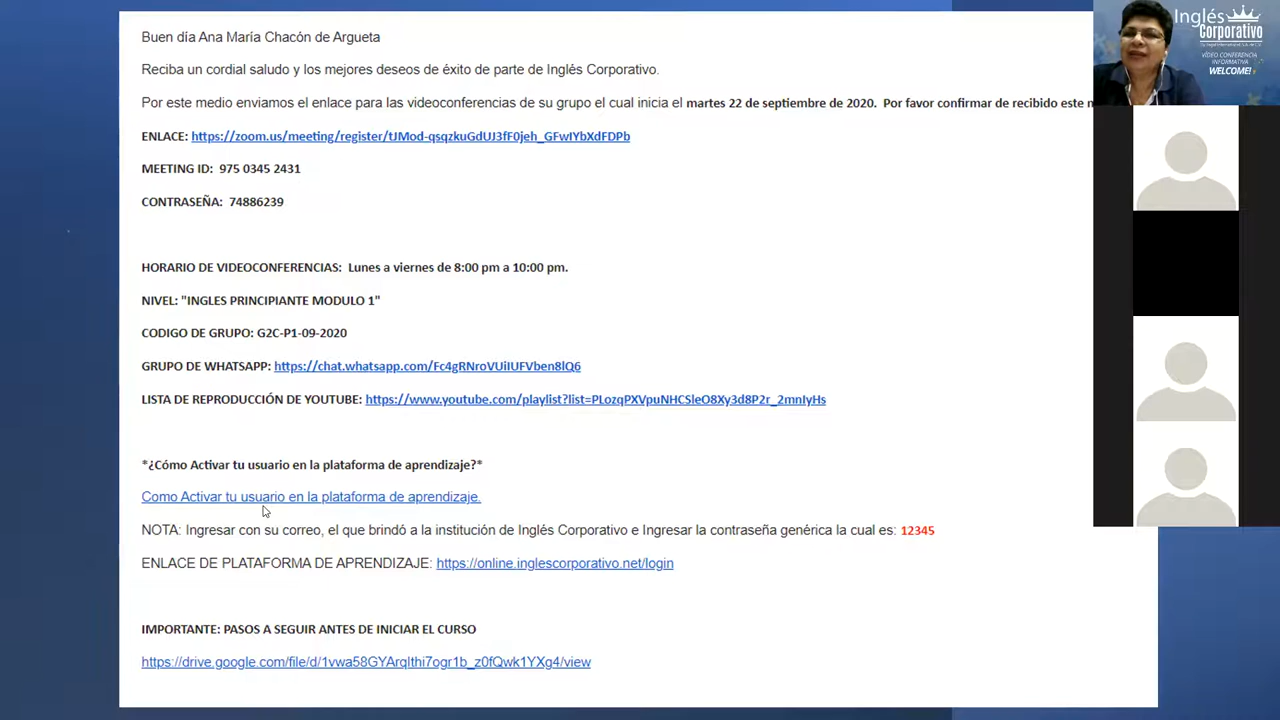 Buen día Ana María Chacón de Argueta
Reciba un cordial saludo y los mejores deseos de éxito de parte de Inglés Corporativo.
Por este medio enviamos el enlace para las videoconferencias de su grupo el cual inicia el martes 22 de septiembre de 2020. Por favor confirmar de recibido este
ENLACE: https://zoom.us/meeting/register/tJMod-qsqzkuGdUJ3fF0jeh_GFwIYbXdFDPb
MEETING ID: 975 0345 2431
CONTRASEÑA: 74886239
HORARIO DE VIDEOCONFERENCIAS: Lunes a viernes de 8:00 pm a 10:00 pm.
NIVEL: "INGLES PRINCIPIANTE MODULO 1"
CODIGO DE GRUPO: G2C-P1-09-2020
GRUPO DE WHATSAPP: https://chat.whatsapp.com/Fc4gRNroVUiIUFVben8lQ6
LISTA DE REPRODUCCIÓN DE YOUTUBE: https://www.youtube.com/playlist?list=PLozqPXVpuNHCSleO8Xy3d8P2r_2mnIyHs
*¿Cómo Activar tu usuario en la plataforma de aprendizaje?*
Como Activar tu usuario en la plataforma de aprendizaje.
NOTA: Ingresar con su correo, el que brindó a la institución de Inglés Corporativo e Ingresar la contraseña genérica la cual es: 12345
ENLACE DE PLATAFORMA DE APRENDIZAJE: https://online.inglescorporativo.net/login
IMPORTANTE: PASOS A SEGUIR ANTES DE INICIAR EL CURSO
https://drive.google.com/file/d/1vwa58GYArqIthi7ogr1b_z0fQwk1YXg4/view
Inglés
Corporativo
VÍDEO CONFERENCIA
INFORMATIVA
WELCOME!